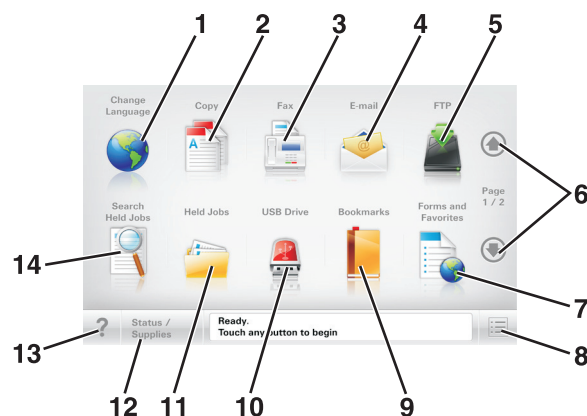 1
2
3
4
5
Change
Language
Copy
Fax
E-mail
FTP
A
@
6
Page
1 / 2
Search
Held Jobs
Held Jobs
USB Drive
Bookmarks
Forms and
Favorites
14
7
?
Status /
Supplies
Ready.
Touch any button to begin
13
12
11
10
9
8